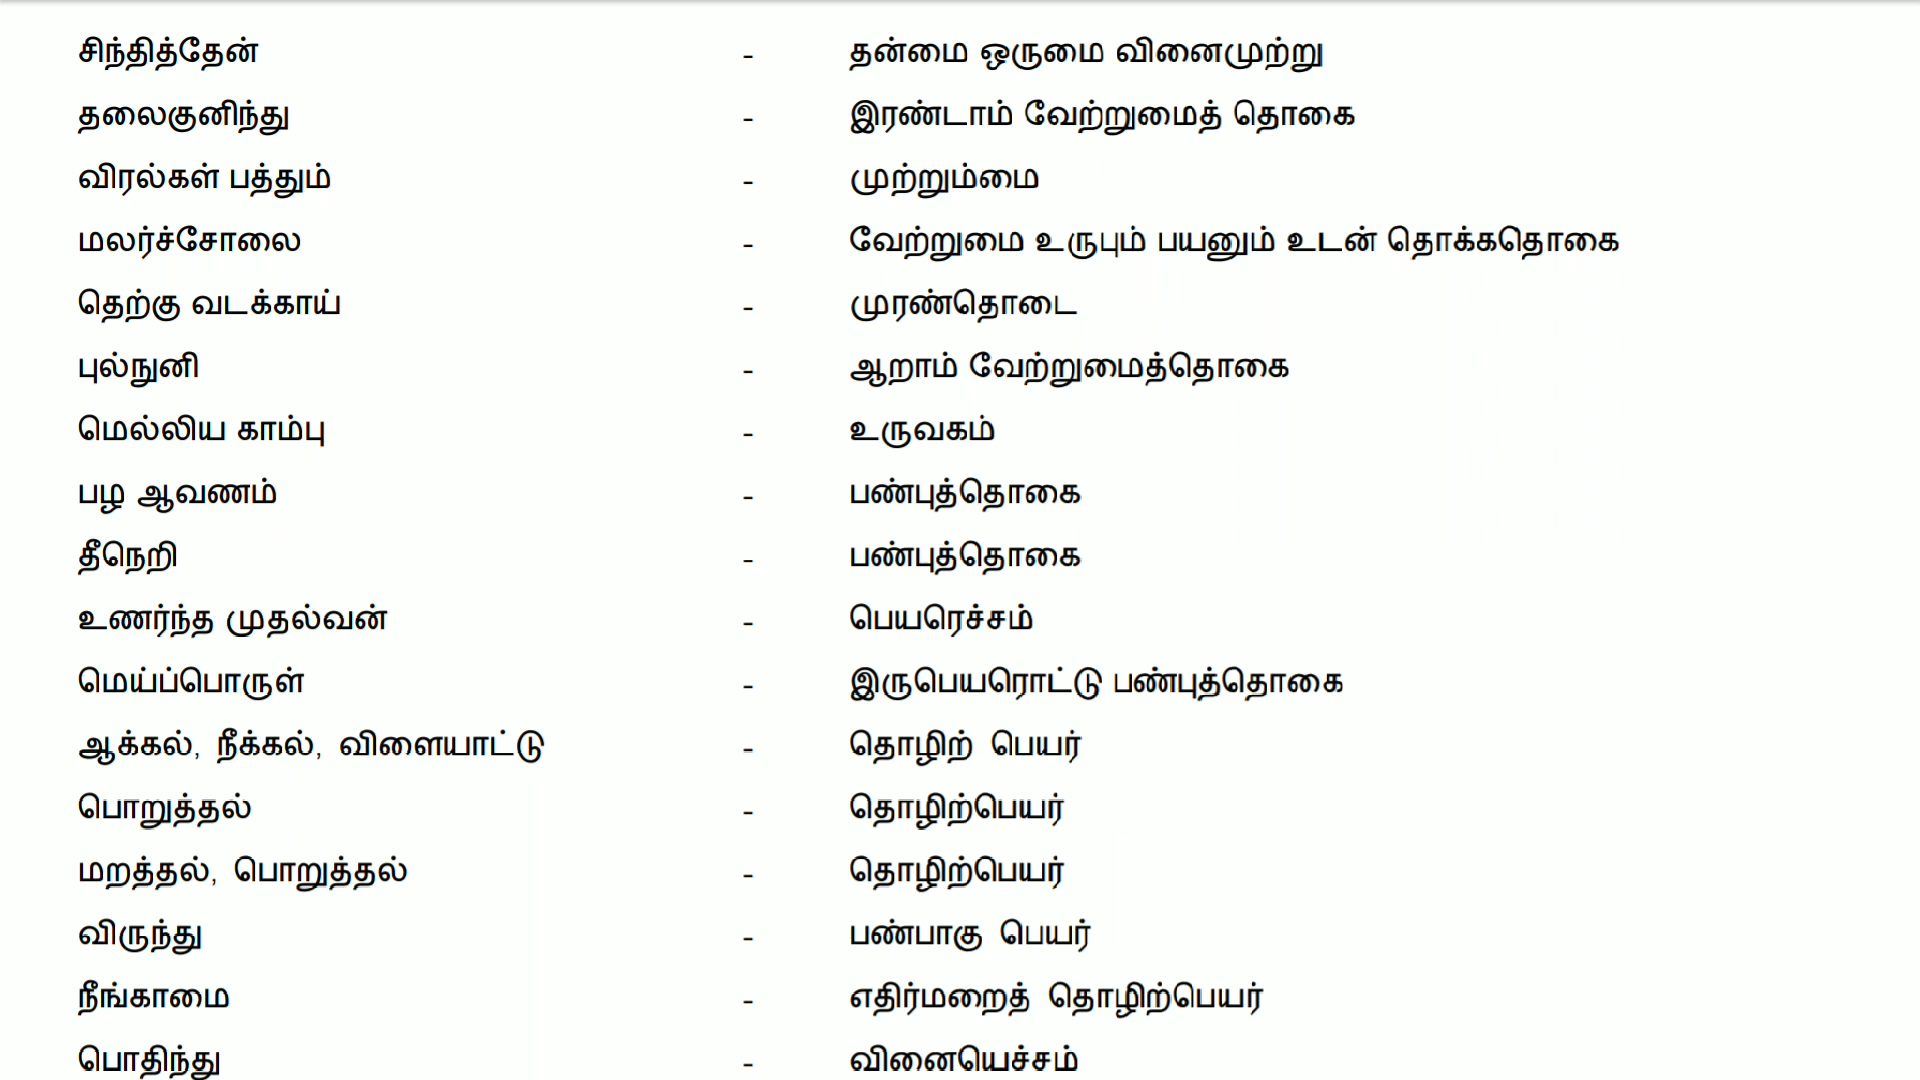 சிந்தித்தேன் - தன்மை ஒருமை வினைமுற்று
தலைகுனிந்து - இரண்டாம் வேற்றுமைத் தொகை
விரல்கள் பத்தும் - முற்றும்மை
மலர்ச்சோலை - வேற்றுமை உருபும் பயனும் உடன் தொக்கதொகை
தெற்கு வடக்காய் - முரண்தொடை
புல்நுனி - ஆறாம் வேற்றுமைத்தொகை
மெல்லிய காம்பு - உருவகம்
பழ ஆவணம் - பண்புத்தொகை
தீநெறி - பண்புத்தொகை
உணர்ந்த முதல்வன் - பெயரெச்சம்
மெய்ப்பொருள் - இருபெயரொட்டு பண்புத்தொகை
ஆக்கல், நீக்கல், விளையாட்டு - தொழிற் பெயர்
பொறுத்தல் - தொழிற்பெயர்
மறத்தல், பொறுத்தல் - தொழிற்பெயர்
விருந்து - பண்பாகு பெயர்
நீங்காமை - எதிர்மறைத் தொழிற்பெயர்
பொதிந்து - வினையெச்சம்